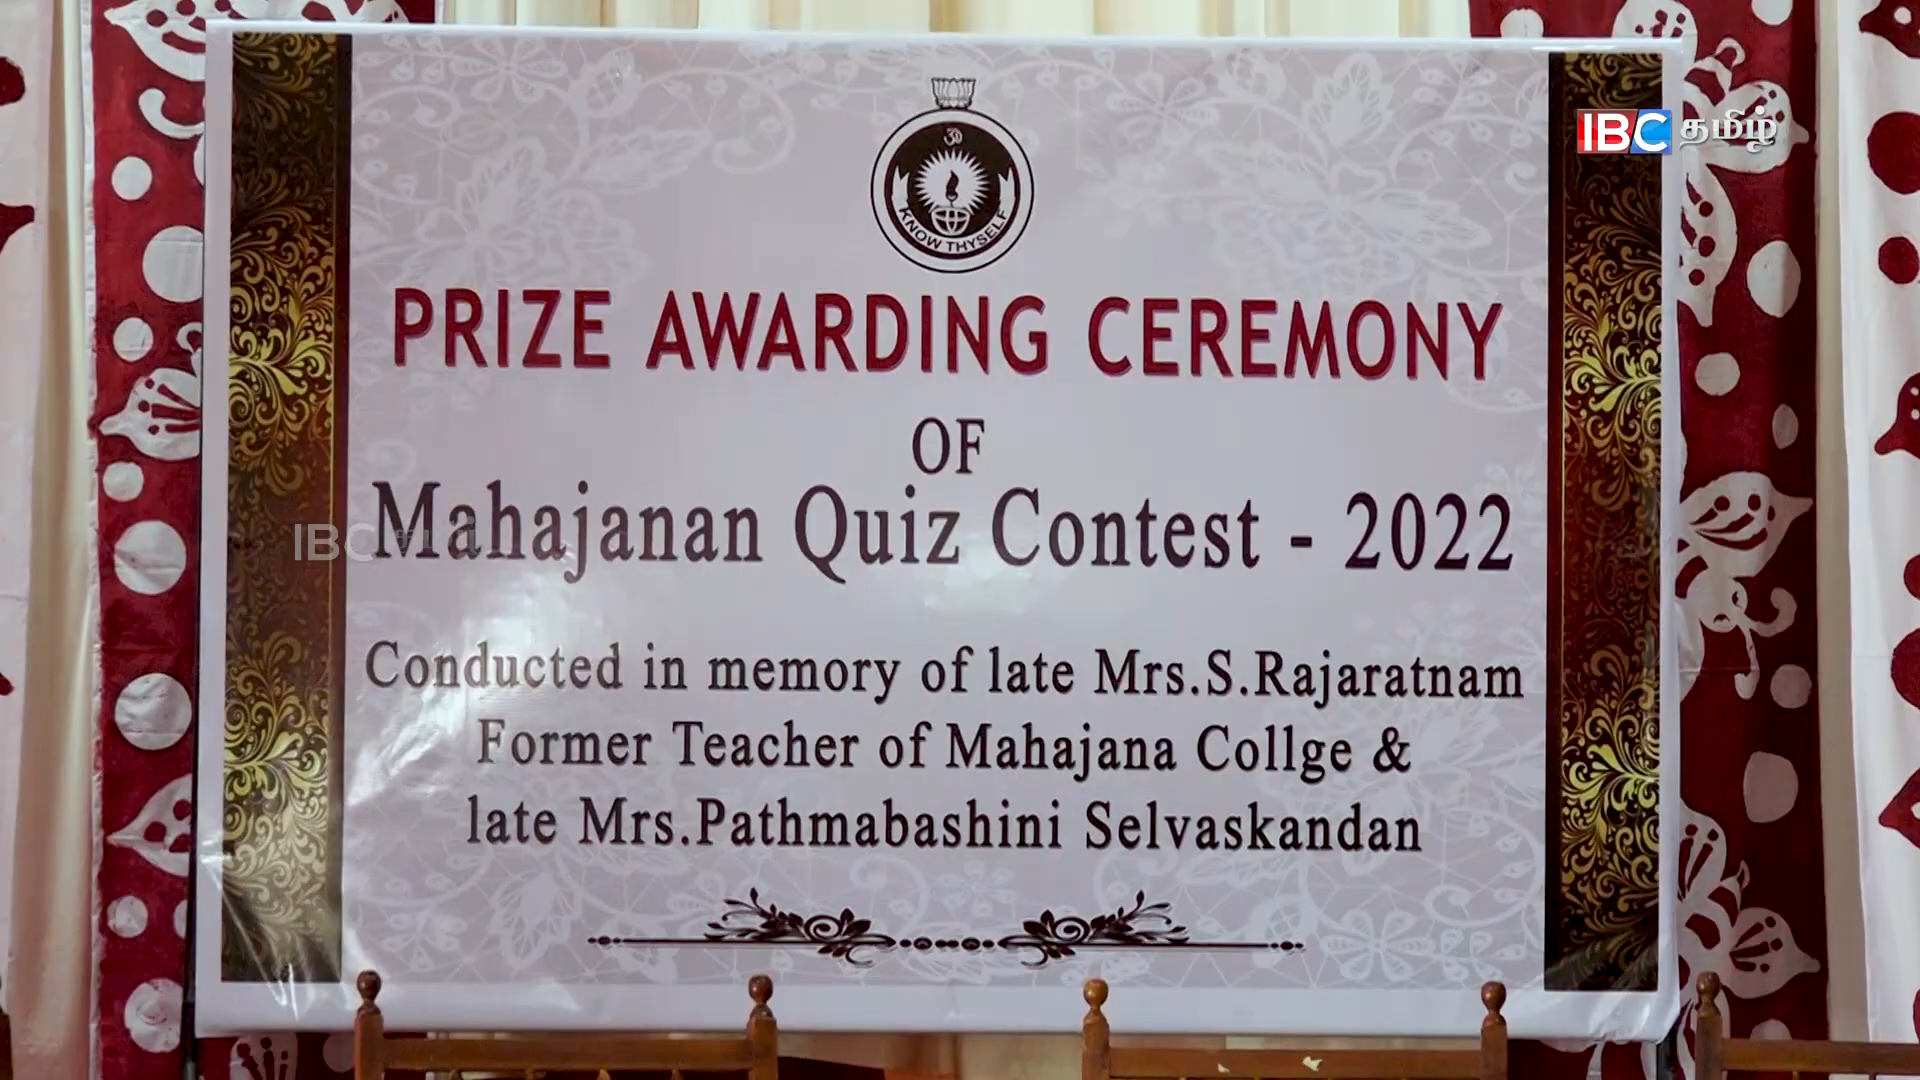 ॐ
KNOW THYSELF
IBC தமிழ்
PRIZE AWARDING CEREMONY
OF
Mahajanan Quiz Contest - 2022
IBC
Conducted in memory of late Mrs.S.Rajaratnam
Former Teacher of Mahajana Collge &
late Mrs.Pathmabashini Selvaskandan